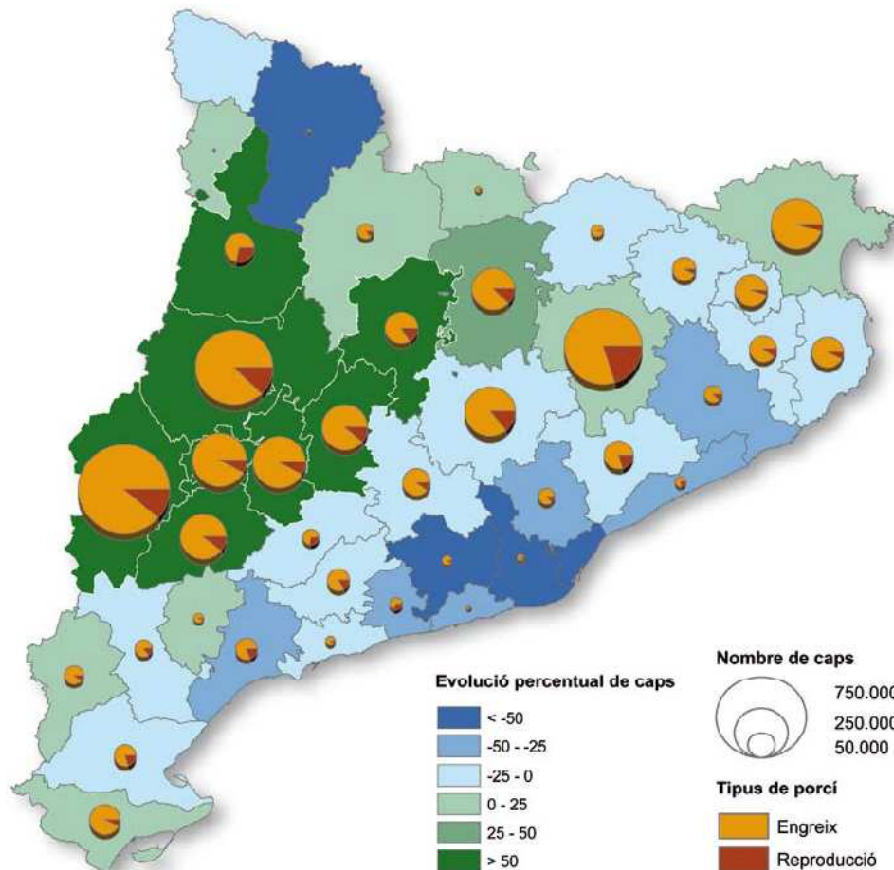 Evolució percentual de caps
< -50
-50 - -25
-25 - 0
0 - 25
25 - 50
> 50
Nombre de caps
750.000
250.000
50.000
Tipus de porcí
Engreix
Reproducció